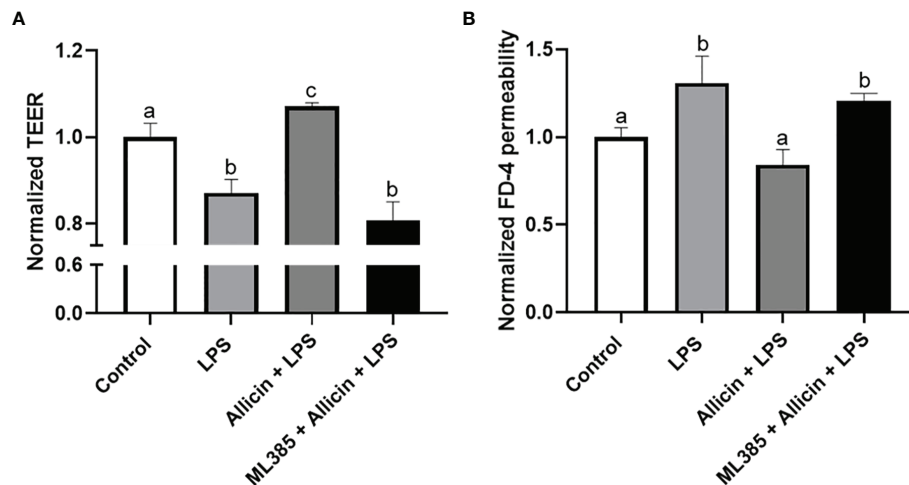 A
Normalized TEER
1.2
1.0
0.8
0.6
0.0
a
b
c
b
Control
LPS
Allicin + LPS
ML385 + Allicin + LPS
B
Normalized FD-4 permeability
1.5
1.0
0.5
0.0
a
b
a
b
Control
LPS
Allicin + LPS
ML385 + Allicin + LPS